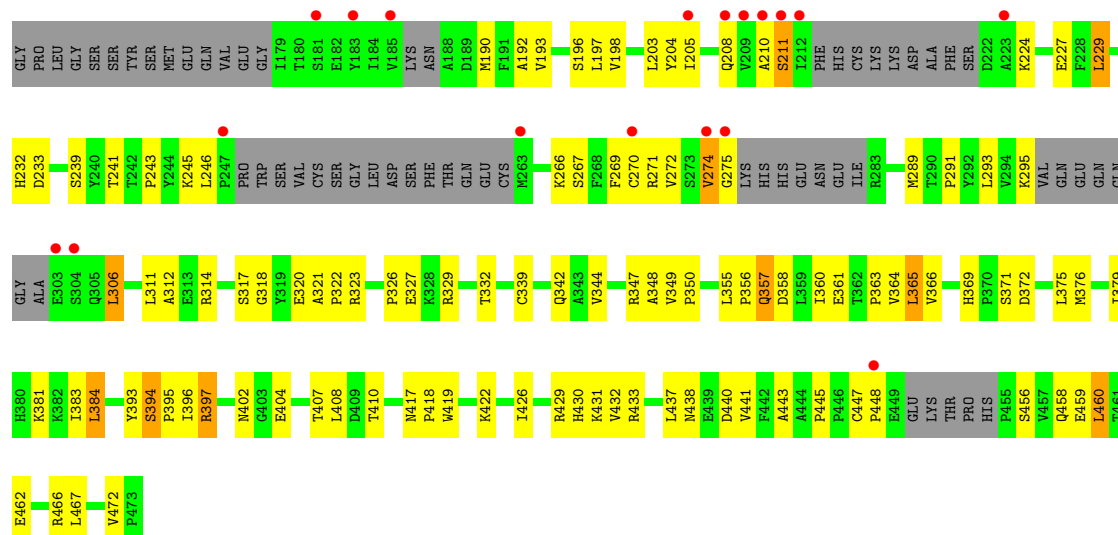 GLY PRO LEU GLY SER SER TYR SER MET GLU GLN VAL GLU GLY I179 T180 S181 E182 Y183 I184 V185 LYS ASN A188 D189 M190 F191 A192 V193 S196 L197 V198 L203 Y204 I205 Q208 V209 A210 S211 I212 PHE HIS CYS LYS LYS ASP ALA PHE SER D222 A223 K224 E227 F228 L229
H232 D233 S239 Y240 T241 T242 P243 Y244 K245 L246 P247 PRO TRP SER VAL CYS SER GLY LEU ASP SER PHE THR GLN GLU CYS M263 K266 S267 F268 F269 C270 R271 V272 S273 V274 G275 LYS HIS HIS GLU ASN GLU ILE R283 M289 T290 P291 Y292 L293 V294 K295 VAL GLN GLU GLN GLN
GLY ALA E303 S304 Q305 L306 L311 A312 E313 R314 S317 G318 Y319 E320 A321 P322 R323 P326 E327 K328 R329 T332 C339 Q342 A343 V344 R347 A348 V349 P350 L355 P356 Q357 D358 L359 I360 E361 T362 P363 V364 L365 V366 H369 P370 S371 D372 L375 M376 I379
H380 K381 K382 I383 L384 Y393 S394 P395 I396 R397 N402 G403 E404 T407 L408 D409 T410 N417 P418 W419 K422 I426 R429 H430 K431 V432 R433 L437 N438 E439 D440 V441 F442 A443 A444 P445 P446 C447 P448 E449 GLU LYS THR PRO HIS P455 S456 V457 Q458 E459 L460 T461
E462 R466 L467 V472 P473